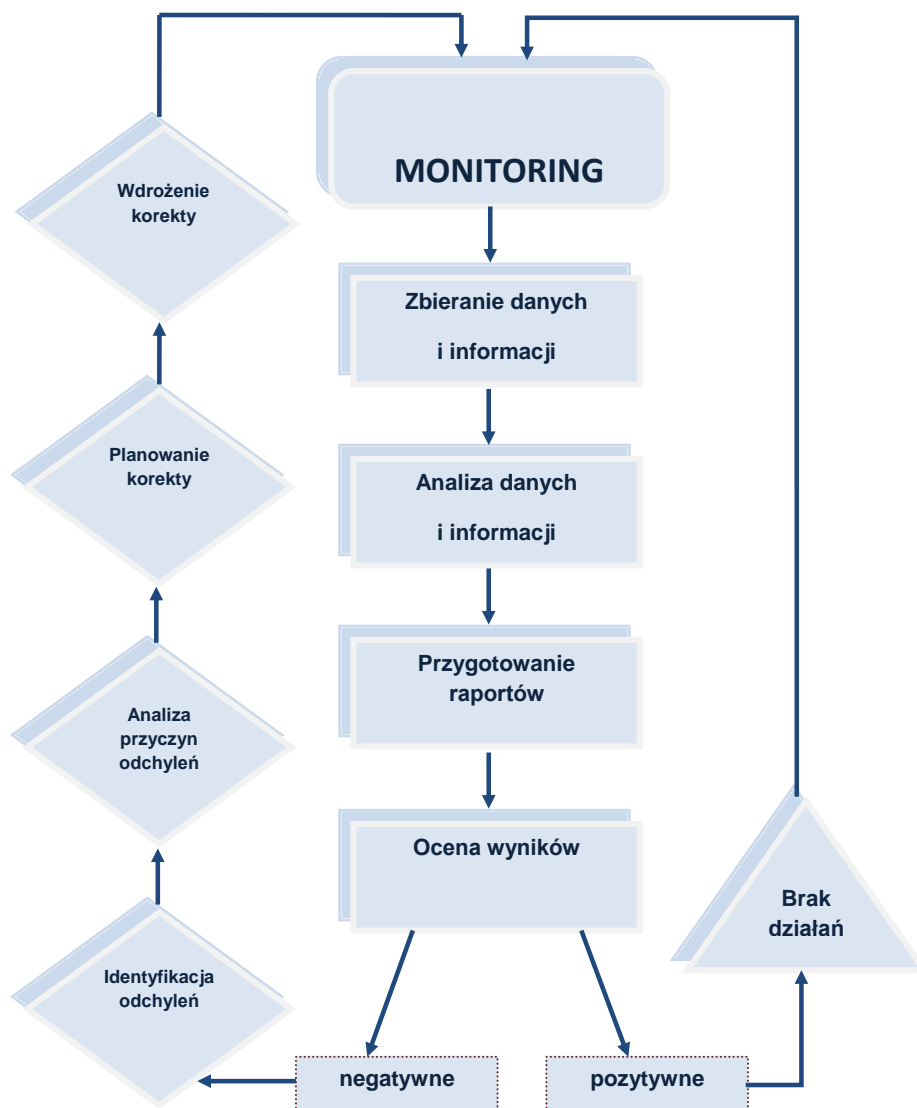 MONITORING
Wdrożenie
korekty
Zbieranie danych
i informacji
Planowanie
korekty
Analiza danych
i informacji
Przygotowanie
raportów
Analiza
przyczyn
odchyleń
Ocena wyników
Brak
działań
Identyfikacja
odchyleń
negatywne
pozytywne